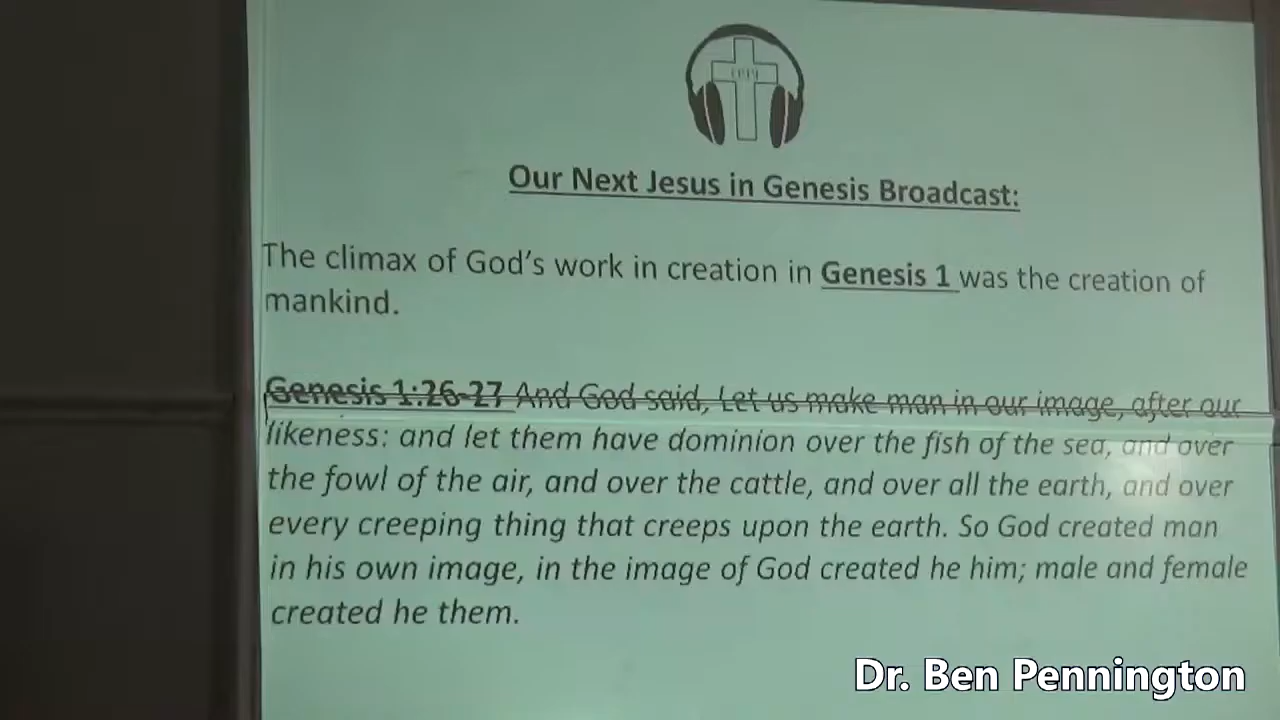 Our Next Jesus in Genesis Broadcast:
The climax of God's work in creation in Genesis 1 was the creation of
mankind.
Genesis 1:26-27 And God said, Let us make man in our image, after our
likeness: and let them have dominion over the fish of the sea, and over
the fowl of the air, and over the cattle, and over all the earth, and over
every creeping thing that creeps upon the earth. So God created man
in his own image, in the image of God created he him; male and female
created he them.
Dr. Ben Pennington